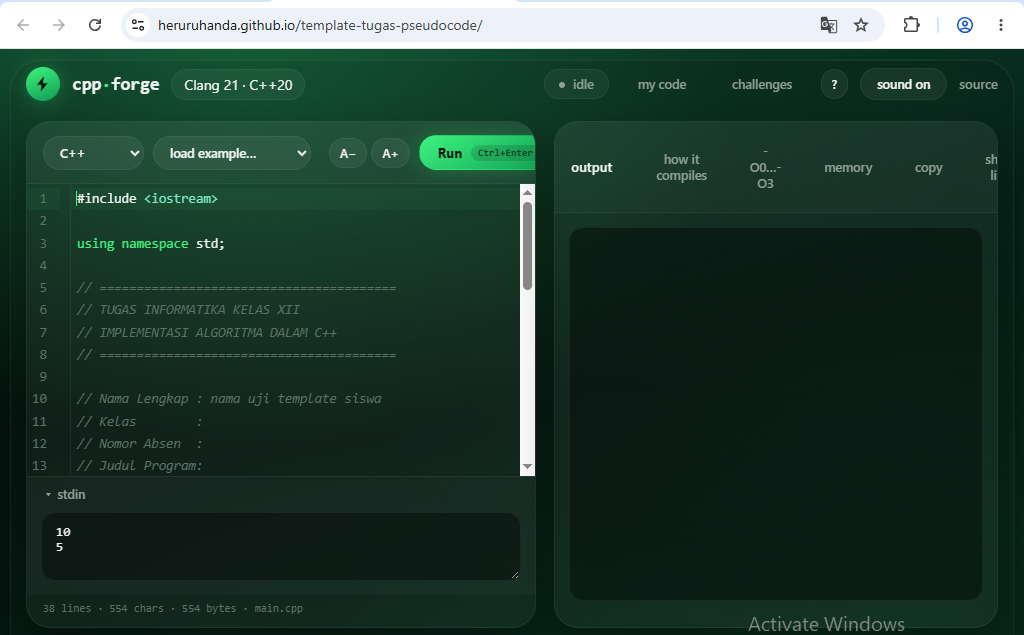 heruruhanda.github.io/template-tugas-pseudocode/
cpp·forge
Clang 21 · C++20
idle
my code
challenges
?
sound on
source
C++
load example...
A−
A+
Run Ctrl+Enter
1 #include <iostream>
2
3 using namespace std;
4
5 // ========================================
6 // TUGAS INFORMATIKA KELAS XII
7 // IMPLEMENTASI ALGORITMA DALAM C++
8 // ========================================
9
10 // Nama Lengkap : nama uji template siswa
11 // Kelas :
12 // Nomor Absen :
13 // Judul Program:
stdin
10
5
38 lines · 554 chars · 554 bytes · main.cpp
output
how it
compiles
-
O0...-
O3
memory
copy
sh
li
Activate Windows